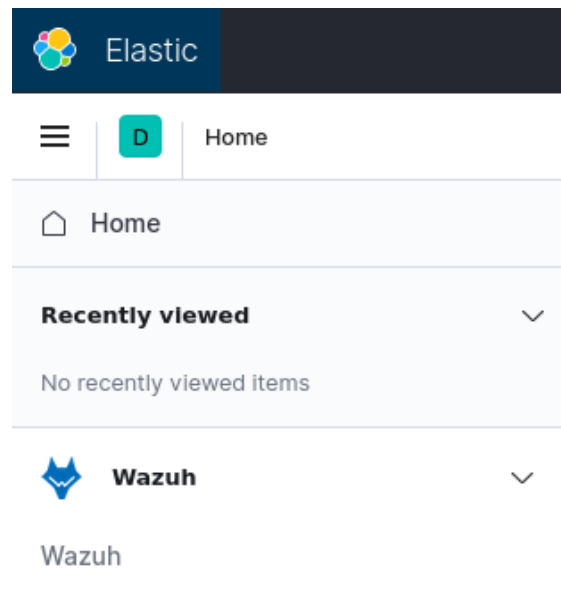 Elastic
D Home
Home
Recently viewed
No recently viewed items
Wazuh
Wazuh